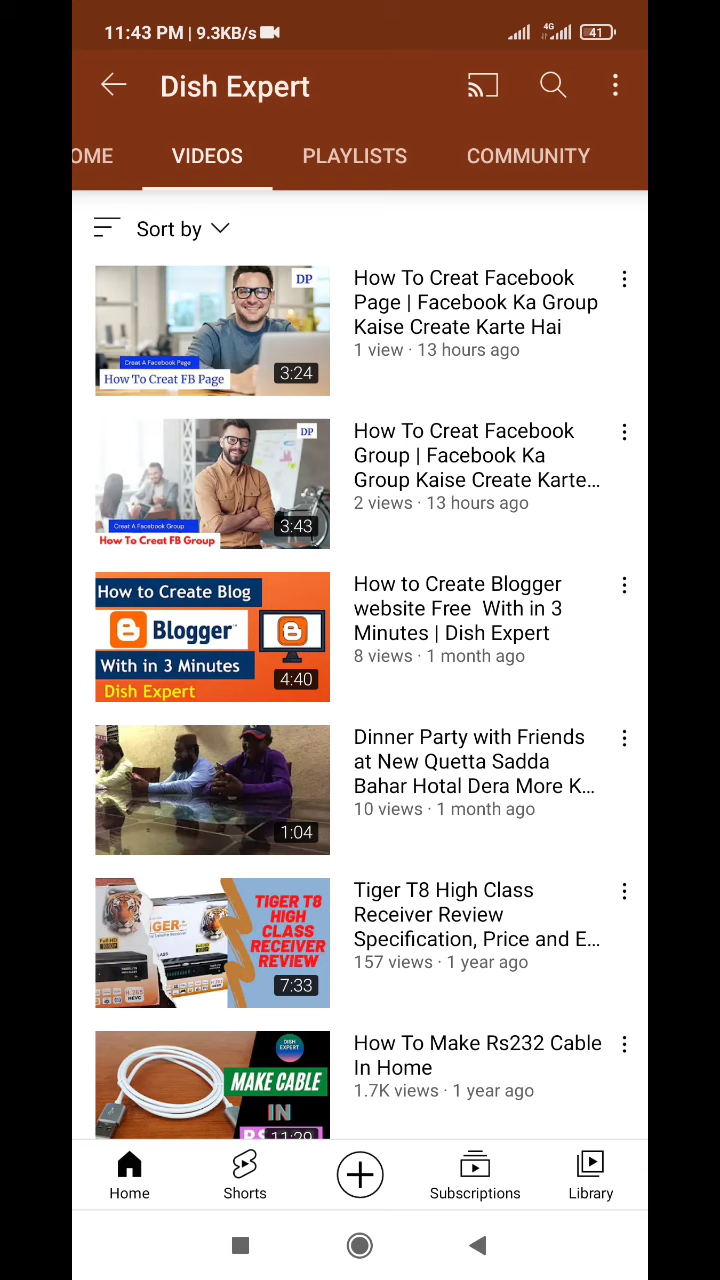 11:43 PM | 9.3KB/s 4G 41
Dish Expert
OME VIDEOS PLAYLISTS COMMUNITY
Sort by
DP
Creat A Facebook Page
How To Creat FB Page
3:24
How To Creat Facebook
Page | Facebook Ka Group
Kaise Create Karte Hai
1 view · 13 hours ago
DP
Creat A Facebook Group
How To Creat FB Group
3:43
How To Creat Facebook
Group | Facebook Ka
Group Kaise Create Karte...
2 views · 13 hours ago
How to Create Blog
Blogger
With in 3 Minutes
Dish Expert
4:40
How to Create Blogger
website Free With in 3
Minutes | Dish Expert
8 views · 1 month ago
1:04
Dinner Party with Friends
at New Quetta Sadda
Bahar Hotal Dera More K...
10 views · 1 month ago
TIGER T8
HIGH
CLASS
RECEIVER
REVIEW
7:33
Tiger T8 High Class
Receiver Review
Specification, Price and E...
157 views · 1 year ago
DISH
EXPERT
MAKE CABLE
IN
11:29
How To Make Rs232 Cable
In Home
1.7K views · 1 year ago
Home Shorts Subscriptions Library